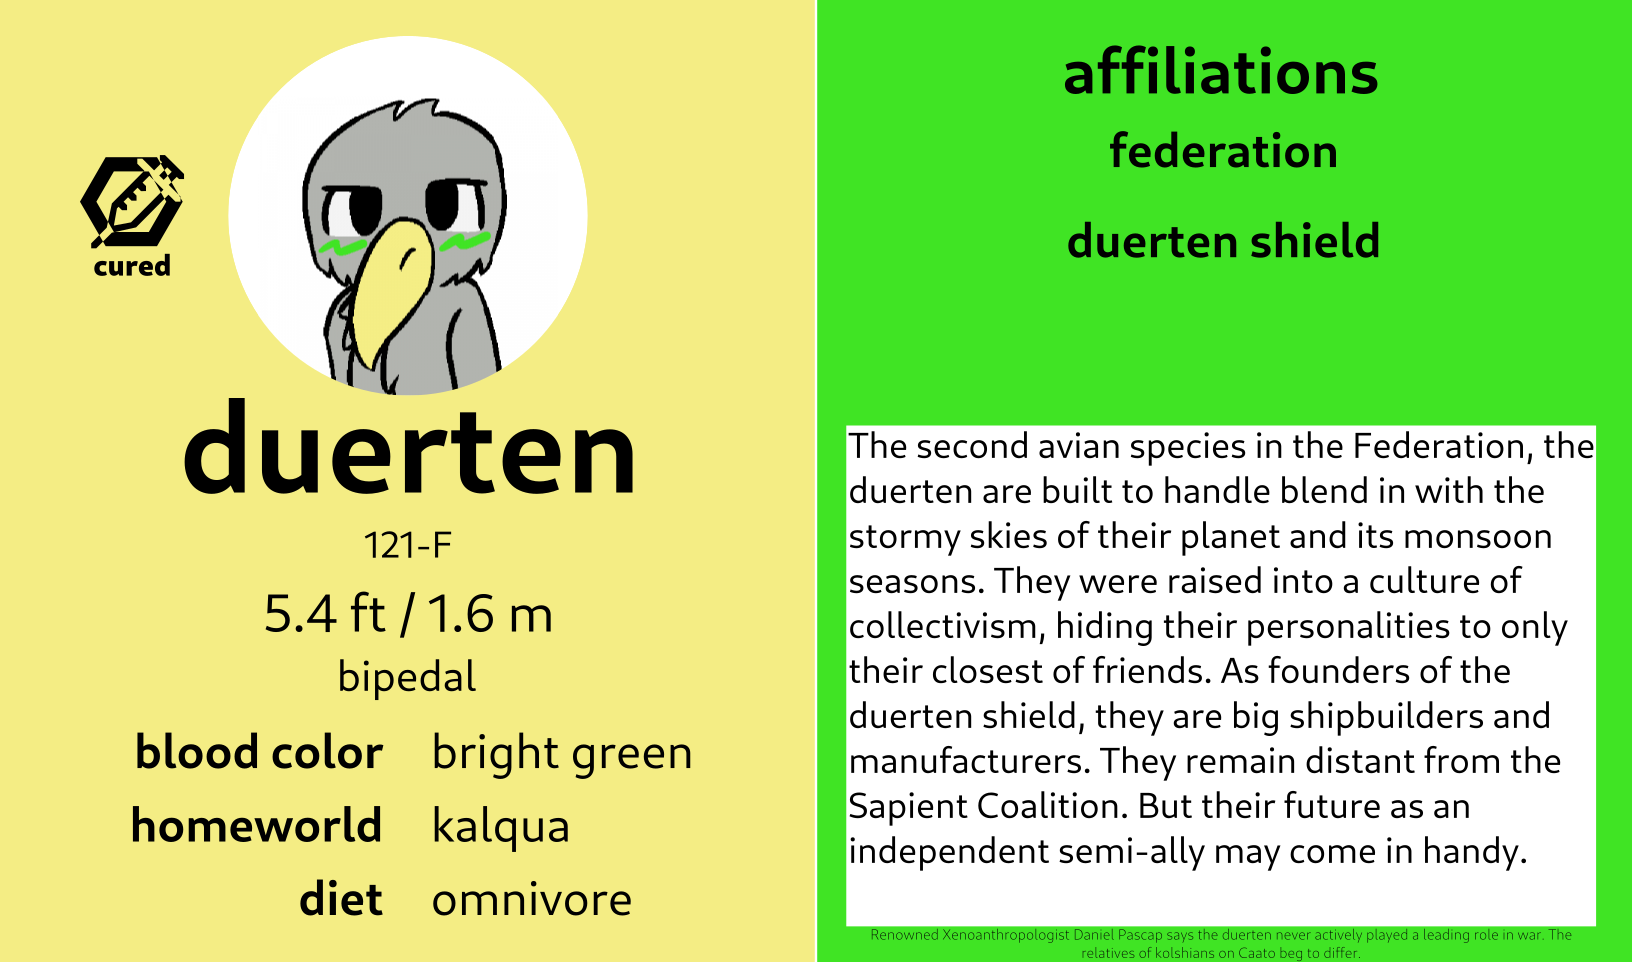 cured
duerten
121-F
5.4 ft / 1.6 m
bipedal
blood color bright green
homeworld kalqua
diet omnivore
affiliations
federation
duerten shield
The second avian species in the Federation, the
duerten are built to handle blend in with the
stormy skies of their planet and its monsoon
seasons. They were raised into a culture of
collectivism, hiding their personalities to only
their closest of friends. As founders of the
duerten shield, they are big shipbuilders and
manufacturers. They remain distant from the
Sapient Coalition. But their future as an
independent semi-ally may come in handy.
Renowned Xenoanthropologist Daniel Pascap says the duerten never actively played a leading role in war. The
relatives of kolshians on Caato beg to differ.